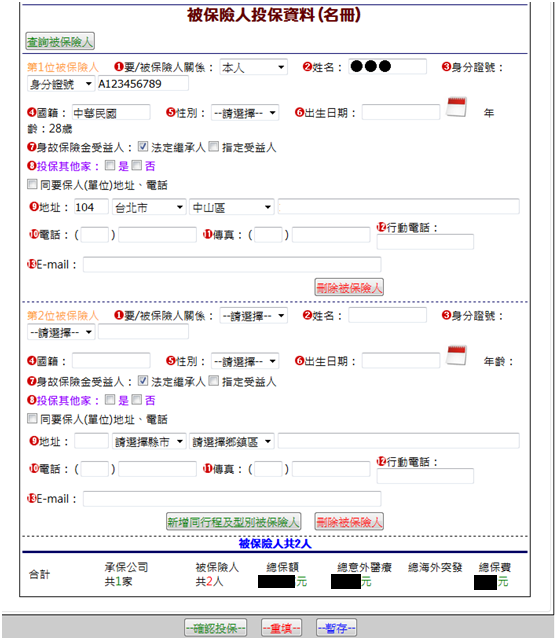 被保險人投保資料(名冊)
查詢被保險人
第1位被保險人 ❶要/被保險人關係： 本人 ❷姓名： ❸身分證號：
身分證號 A123456789
❹國籍： 中華民國 ❺性別： --請選擇-- ❻出生日期： 年
齡：28歲
❼身故保險金受益人： 法定繼承人 指定受益人
❽投保其他家： 是 否
同要保人(單位)地址、電話
❾地址： 104 台北市 中山區
❿電話：( ) ⓫傳真：( ) ⓬行動電話：
⓭E-mail：
刪除被保險人
第2位被保險人 ❶要/被保險人關係： --請選擇-- ❷姓名： ❸身分證號：
--請選擇--
❹國籍： ❺性別： --請選擇-- ❻出生日期： 年齡：
❼身故保險金受益人： 法定繼承人 指定受益人
❽投保其他家： 是 否
同要保人(單位)地址、電話
❾地址： 請選擇縣市 請選擇鄉鎮區
❿電話：( ) ⓫傳真：( ) ⓬行動電話：
⓭E-mail：
新增同行程及型別被保險人 刪除被保險人
被保險人共2人
合計 承保公司 被保險人 總保額 總意外醫療 總海外突發 總保費
共1家 共2人 元 元 元
--確認投保-- --重填-- --暫存--